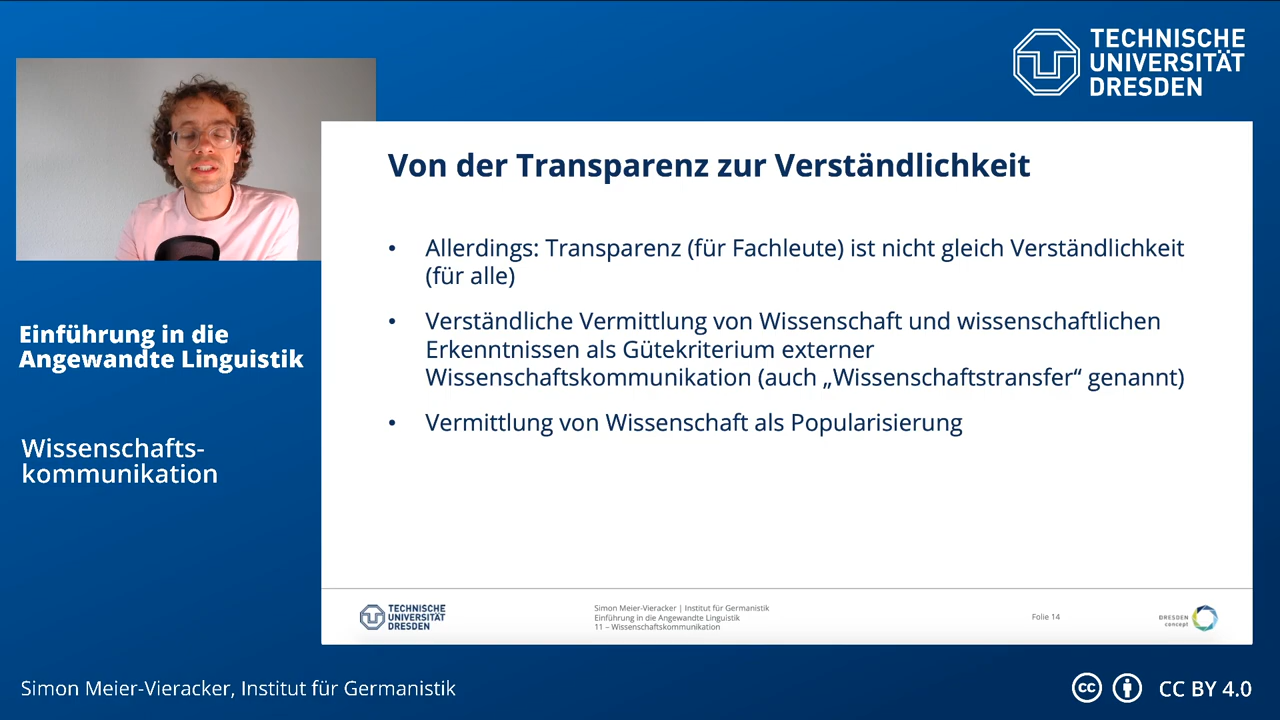 TECHNISCHE
UNIVERSITÄT
DRESDEN
Von der Transparenz zur Verständlichkeit
• Allerdings: Transparenz (für Fachleute) ist nicht gleich Verständlichkeit
(für alle)
• Verständliche Vermittlung von Wissenschaft und wissenschaftlichen
Erkenntnissen als Gütekriterium externer
Wissenschaftskommunikation (auch „Wissenschaftstransfer“ genannt)
• Vermittlung von Wissenschaft als Popularisierung
Einführung in die
Angewandte Linguistik
Wissenschafts-
kommunikation
TECHNISCHE
UNIVERSITÄT
DRESDEN
Simon Meier-Vieracker | Institut für Germanistik
Einführung in die Angewandte Linguistik
11 – Wissenschaftskommunikation
Folie 14
DRESDEN
concept
Simon Meier-Vieracker, Institut für Germanistik
cc CC BY 4.0